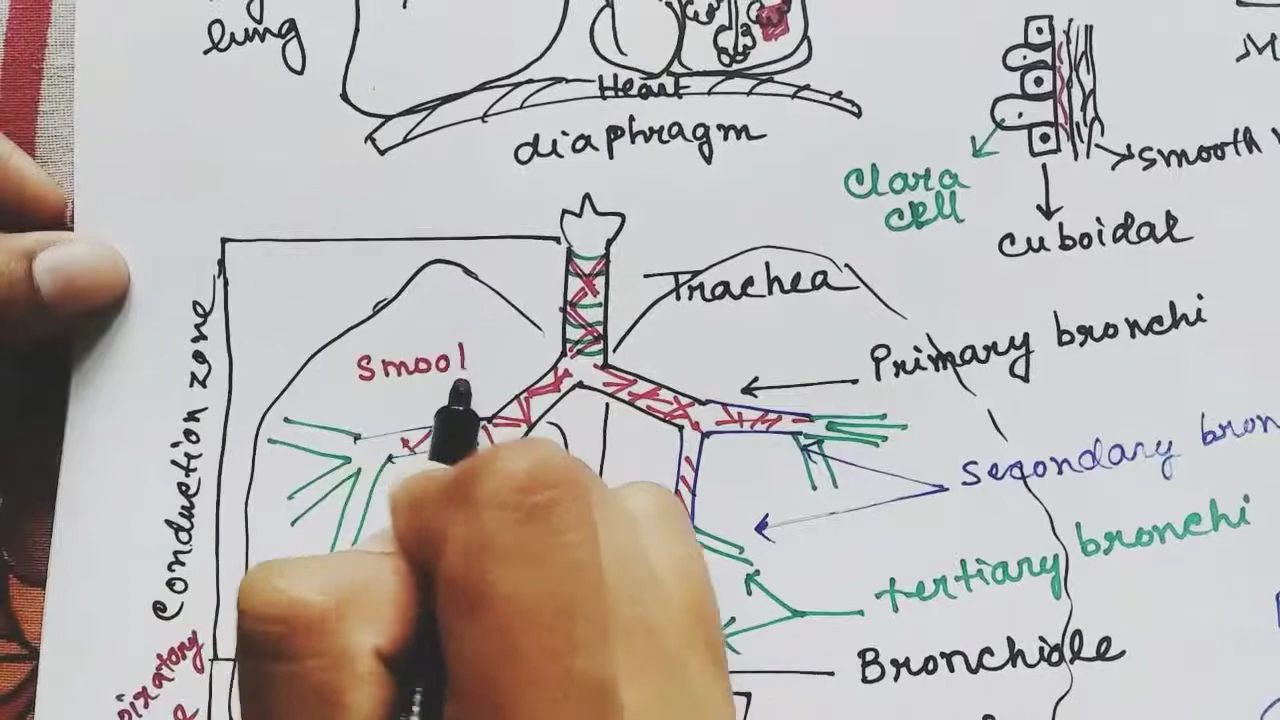 lung
Heart
diaphragm
Clara
cell
smooth
cuboidal
Trachea
Primary bronchi
Smool
Conduction zone
Secondary bron
tertiary bronchi
Bronchiole